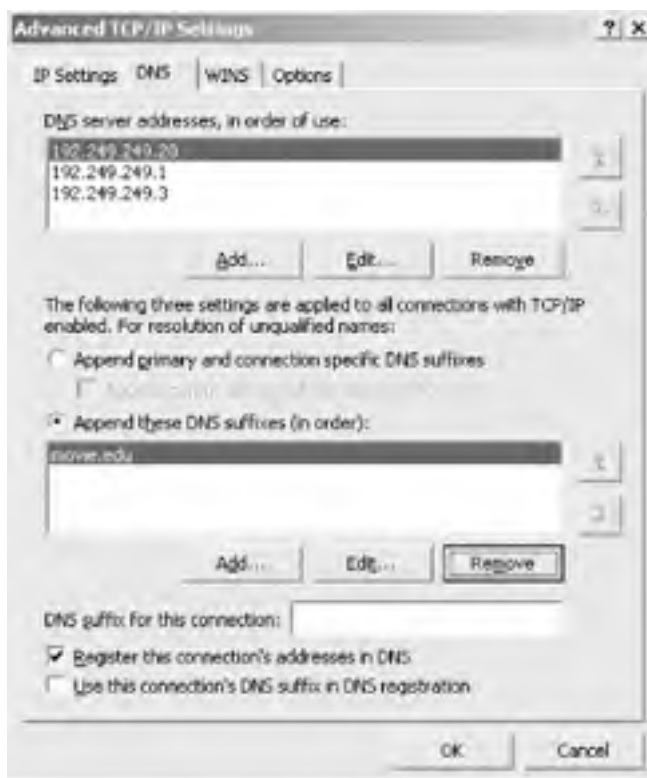 Advanced TCP/IP Settings
? X
IP Settings DNS WINS Options
DNS server addresses, in order of use:
192.249.249.28
192.249.249.1
192.249.249.3
Add... Edit... Remove
The following three settings are applied to all connections with TCP/IP
enabled. For resolution of unqualified names:
Append primary and connection specific DNS suffixes
Append these DNS suffixes (in order):
movie.edu
Add... Edit... Remove
DNS suffix for this connection:
Register this connection's addresses in DNS
Use this connection's DNS suffix in DNS registration
OK Cancel